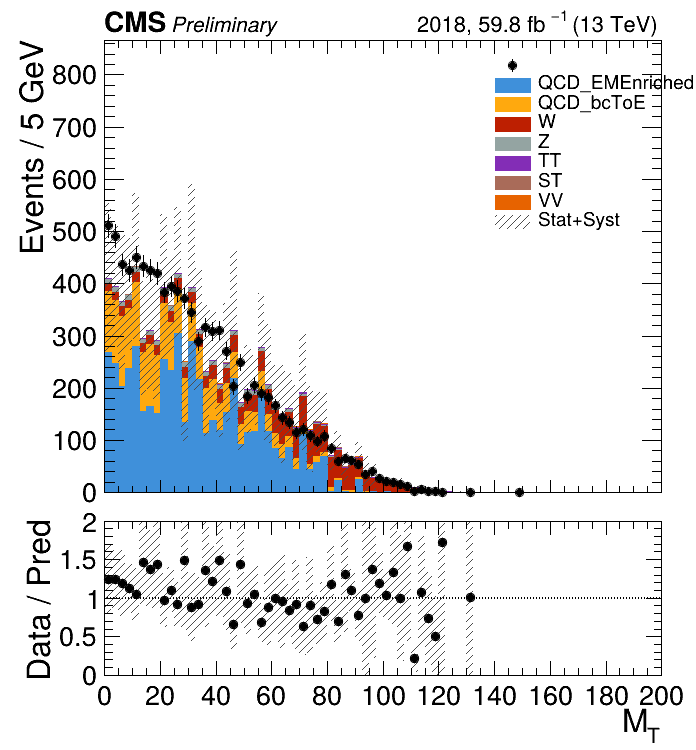 CMS Preliminary 2018, 59.8 fb⁻¹ (13 TeV)
Events / 5 GeV
800
700
600
500
400
300
200
100
0
QCD_EMEnriched
QCD_bcToE
W
Z
TT
ST
VV
Stat+Syst
Data / Pred
2
1.5
1
0.5
0
0 20 40 60 80 100 120 140 160 180 200
M_T